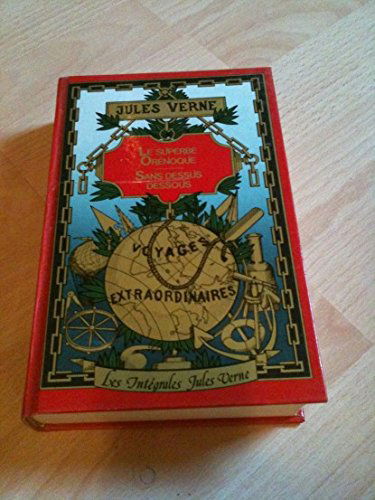 JULES VERNE
LE SUPERBE
ORÉNOQUE
SANS DESSUS
DESSOUS
VOYAGES
EXTRAORDINAIRES
Les Intégrales Jules Verne